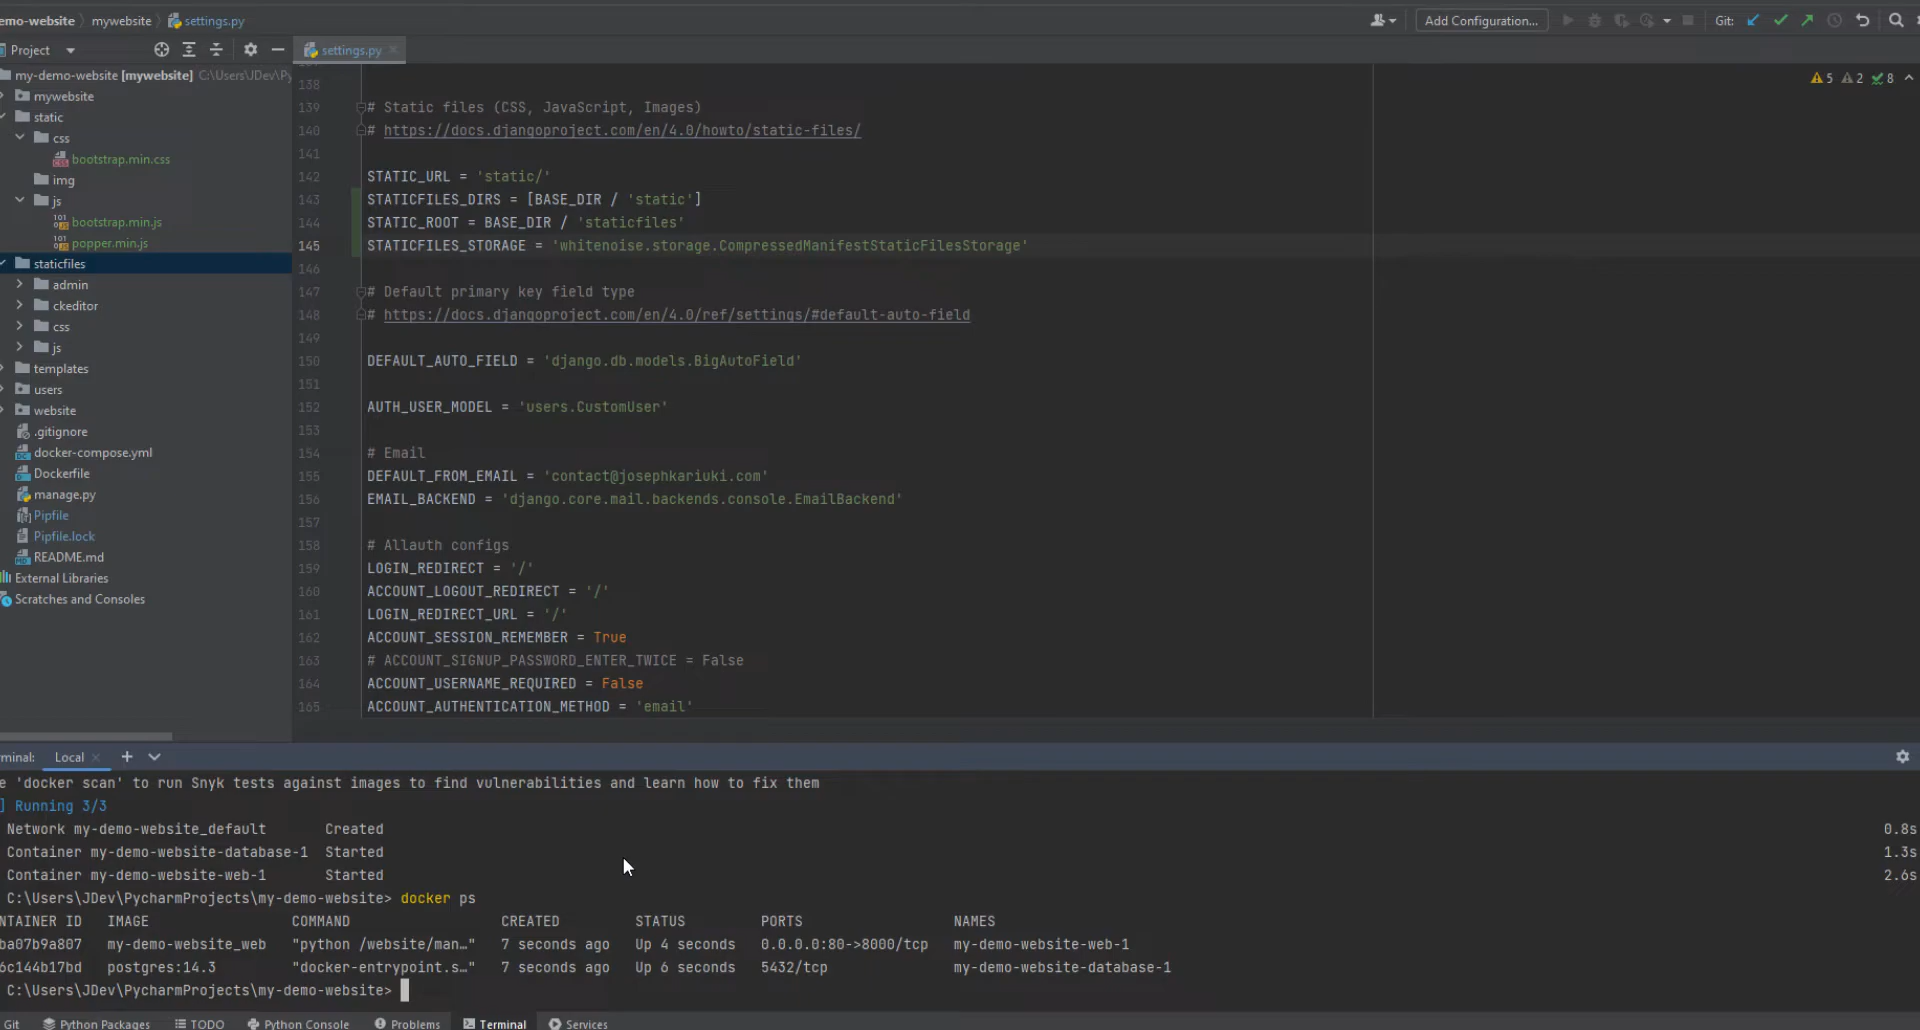 emo-website mywebsite settings.py
Add Configuration...
Git:
Project
settings.py
my-demo-website [mywebsite] C:\Users\JDev\Py
mywebsite
static
css
bootstrap.min.css
img
js
bootstrap.min.js
popper.min.js
staticfiles
admin
ckeditor
css
js
templates
users
website
.gitignore
docker-compose.yml
Dockerfile
manage.py
Pipfile
Pipfile.lock
README.md
External Libraries
Scratches and Consoles
5 2 8
138
139 # Static files (CSS, JavaScript, Images)
140 # https://docs.djangoproject.com/en/4.0/howto/static-files/
141
142 STATIC_URL = 'static/'
143 STATICFILES_DIRS = [BASE_DIR / 'static']
144 STATIC_ROOT = BASE_DIR / 'staticfiles'
145 STATICFILES_STORAGE = 'whitenoise.storage.CompressedManifestStaticFilesStorage'
146
147 # Default primary key field type
148 # https://docs.djangoproject.com/en/4.0/ref/settings/#default-auto-field
149
150 DEFAULT_AUTO_FIELD = 'django.db.models.BigAutoField'
151
152 AUTH_USER_MODEL = 'users.CustomUser'
153
154 # Email
155 DEFAULT_FROM_EMAIL = 'contact@josephkariuki.com'
156 EMAIL_BACKEND = 'django.core.mail.backends.console.EmailBackend'
157
158 # Allauth configs
159 LOGIN_REDIRECT = '/'
160 ACCOUNT_LOGOUT_REDIRECT = '/'
161 LOGIN_REDIRECT_URL = '/'
162 ACCOUNT_SESSION_REMEMBER = True
163 # ACCOUNT_SIGNUP_PASSWORD_ENTER_TWICE = False
164 ACCOUNT_USERNAME_REQUIRED = False
165 ACCOUNT_AUTHENTICATION_METHOD = 'email'
minal: Local
e 'docker scan' to run Snyk tests against images to find vulnerabilities and learn how to fix them
] Running 3/3
Network my-demo-website_default Created 0.8s
Container my-demo-website-database-1 Started 1.3s
Container my-demo-website-web-1 Started 2.6s
C:\Users\JDev\PycharmProjects\my-demo-website> docker ps
NTAINER ID IMAGE COMMAND CREATED STATUS PORTS NAMES
ba07b9a807 my-demo-website_web "python /website/man…" 7 seconds ago Up 4 seconds 0.0.0.0:80->8000/tcp my-demo-website-web-1
6c144b17bd postgres:14.3 "docker-entrypoint.s…" 7 seconds ago Up 6 seconds 5432/tcp my-demo-website-database-1
C:\Users\JDev\PycharmProjects\my-demo-website>
Git Python Packages TODO Python Console Problems Terminal Services